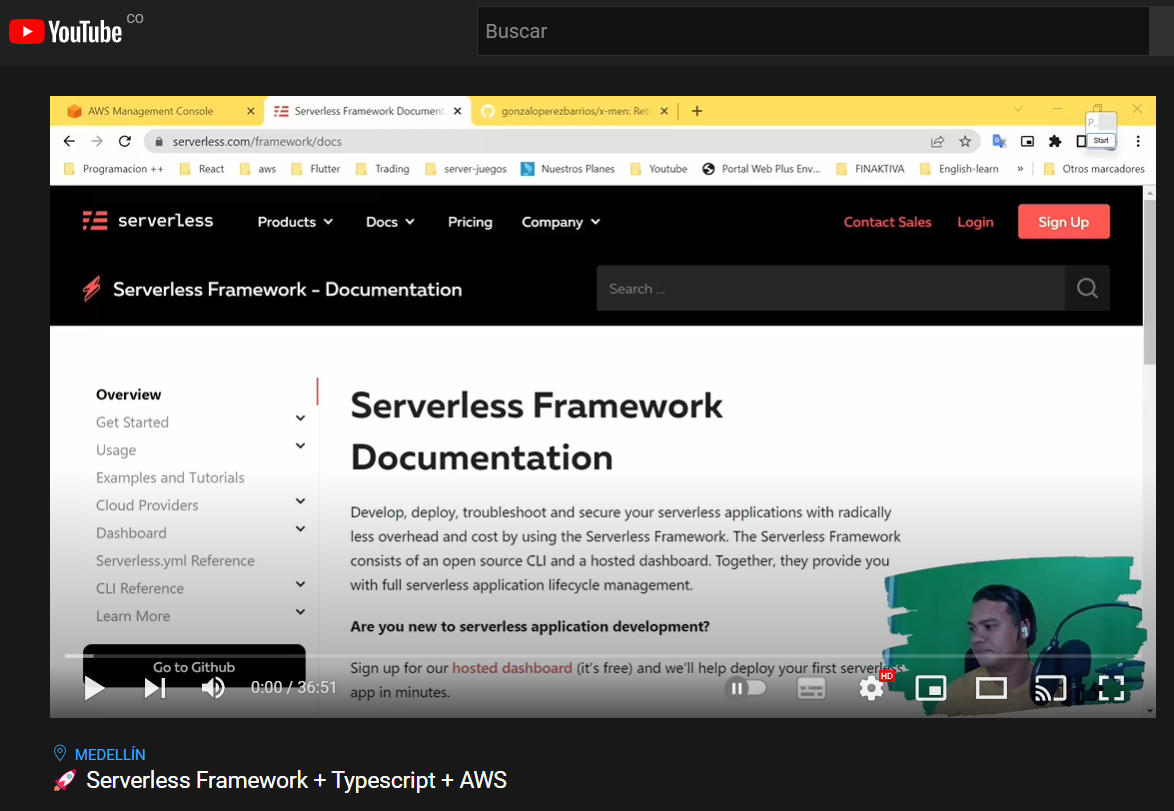 YouTube CO
Buscar
AWS Management Console
Serverless Framework Document
gonzaloperezbarrios/x-men: Ret
serverless.com/framework/docs
P...
Start
Programacion ++ React aws Flutter Trading server-juegos Nuestros Planes Youtube Portal Web Plus Env... FINAKTIVA English-learn » Otros marcadores
serverless Products Docs Pricing Company Contact Sales Login Sign Up
Serverless Framework - Documentation Search ...
Overview
Get Started
Usage
Examples and Tutorials
Cloud Providers
Dashboard
Serverless.yml Reference
CLI Reference
Learn More
Go to Github
Serverless Framework
Documentation
Develop, deploy, troubleshoot and secure your serverless applications with radically
less overhead and cost by using the Serverless Framework. The Serverless Framework
consists of an open source CLI and a hosted dashboard. Together, they provide you
with full serverless application lifecycle management.
Are you new to serverless application development?
Sign up for our hosted dashboard (it's free) and we'll help deploy your first serverless
app in minutes.
0:00 / 36:51
HD
MEDELLÍN
🚀 Serverless Framework + Typescript + AWS